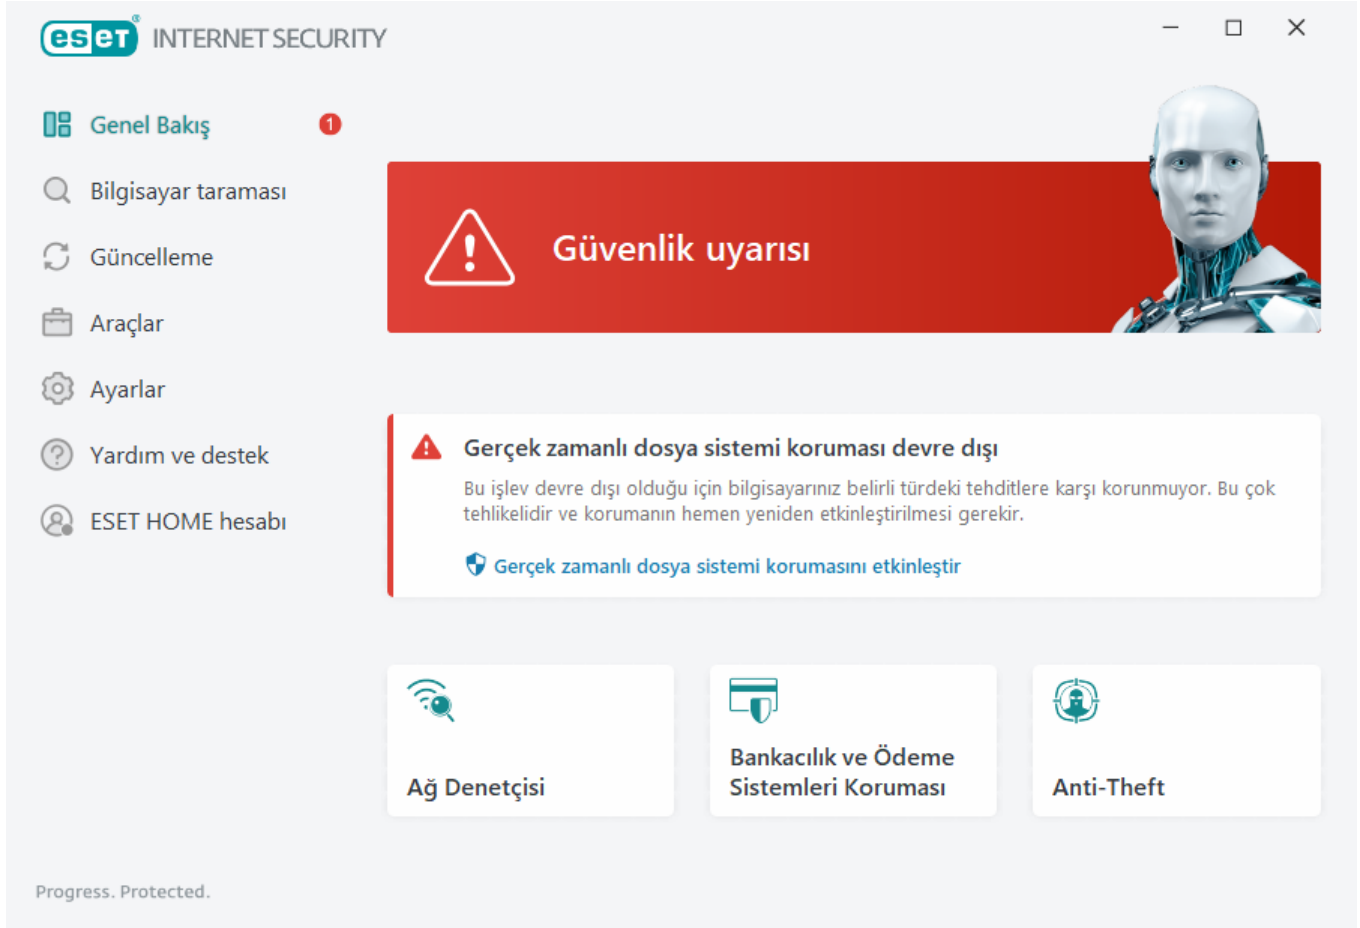 eset® INTERNET SECURITY
Genel Bakış
1
Bilgisayar taraması
Güncelleme
Araçlar
Ayarlar
Yardım ve destek
ESET HOME hesabı
Güvenlik uyarısı
Gerçek zamanlı dosya sistemi koruması devre dışı
Bu işlev devre dışı olduğu için bilgisayarınız belirli türdeki tehditlere karşı korunmuyor. Bu çok
tehlikelidir ve korumanın hemen yeniden etkinleştirilmesi gerekir.
Gerçek zamanlı dosya sistemi korumasını etkinleştir
Ağ Denetçisi
Bankacılık ve Ödeme
Sistemleri Koruması
Anti-Theft
Progress. Protected.